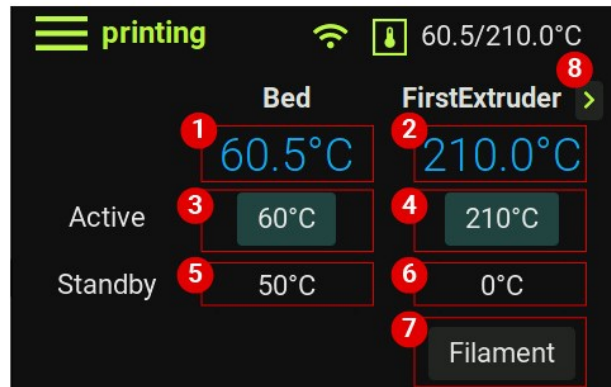 printing 60.5/210.0°C
8
Bed FirstExtruder >
1 2
60.5°C 210.0°C
Active 3 60°C 4 210°C
Standby 5 50°C 6 0°C
7
Filament